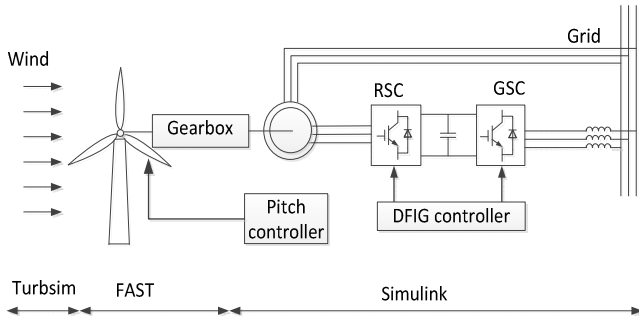 Grid
Wind
RSC
GSC
Gearbox
Pitch
controller
DFIG controller
Turbsim
FAST
Simulink